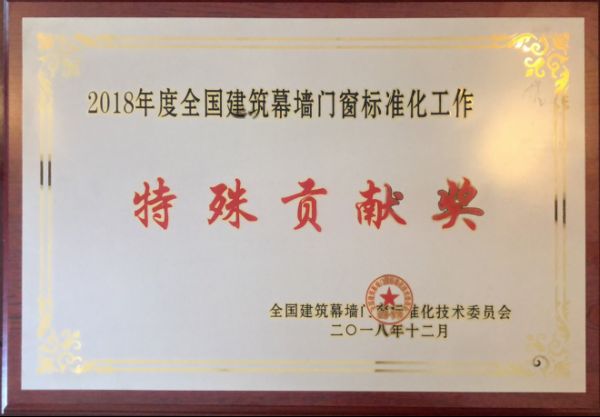 2018年度全国建筑幕墙门窗标准化工作
特殊贡献奖
全国建筑幕墙门窗标准化技术委员会
二〇一八年十二月